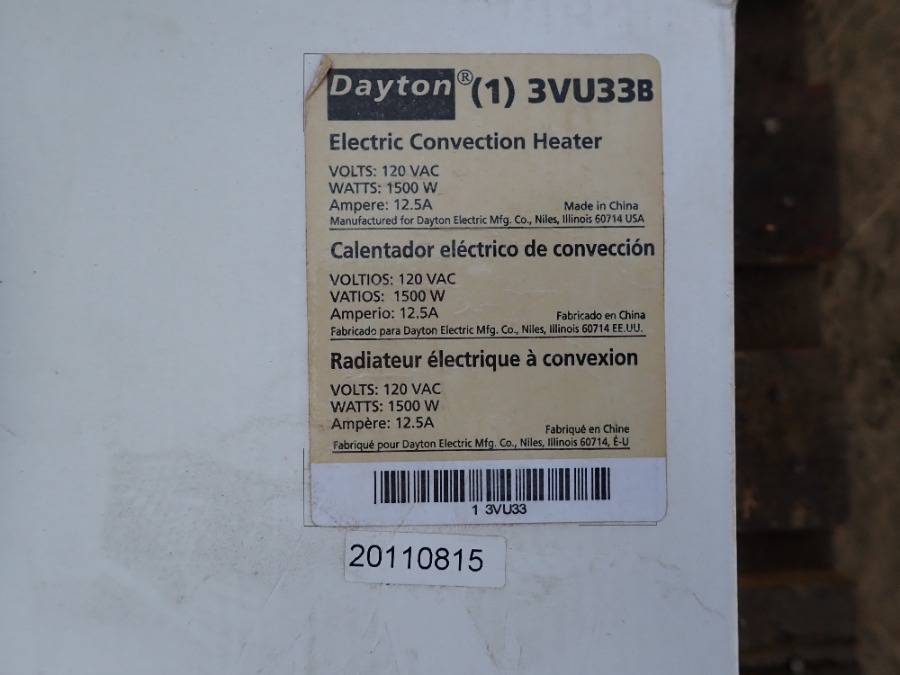 Dayton® (1) 3VU33B
Electric Convection Heater
VOLTS: 120 VAC
WATTS: 1500 W
Ampere: 12.5A
Made in China
Manufactured for Dayton Electric Mfg. Co., Niles, Illinois 60714 USA
Calentador eléctrico de convección
VOLTIOS: 120 VAC
VATIOS: 1500 W
Amperio: 12.5A
Fabricado en China
Fabricado para Dayton Electric Mfg. Co., Niles, Illinois 60714 EE.UU.
Radiateur électrique à convexion
VOLTS: 120 VAC
WATTS: 1500 W
Ampère: 12.5A
Fabriqué en Chine
Fabriqué pour Dayton Electric Mfg. Co., Niles, Illinois 60714, É-U
1 3VU33
20110815